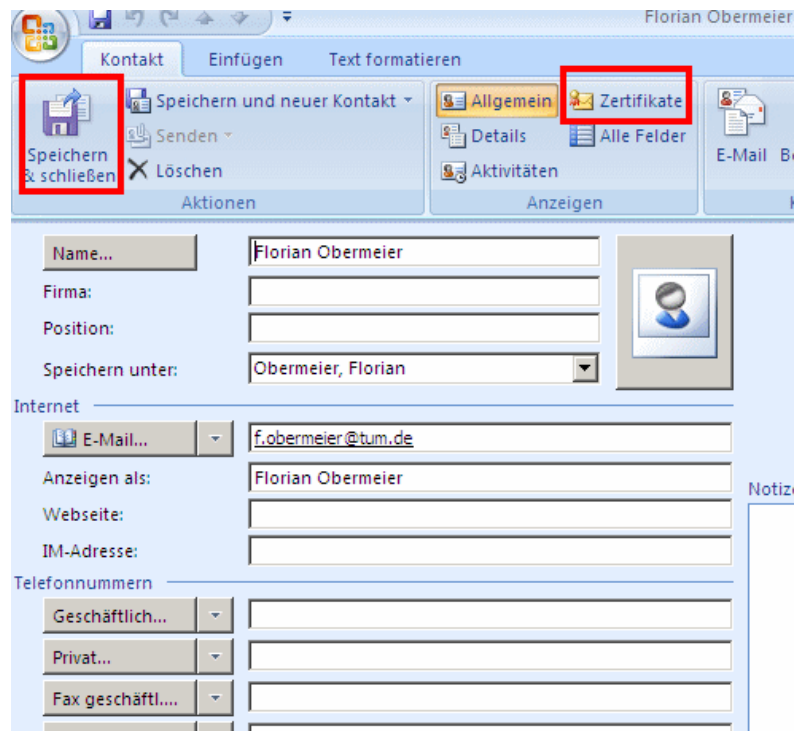 Florian Obermeier
Kontakt Einfügen Text formatieren
Speichern & schließen
Speichern und neuer Kontakt
Senden
Löschen
Aktionen
Allgemein
Details
Aktivitäten
Zertifikate
Alle Felder
Anzeigen
E-Mail
Name... Florian Obermeier
Firma:
Position:
Speichern unter: Obermeier, Florian
Internet
E-Mail... f.obermeier@tum.de
Anzeigen als: Florian Obermeier
Webseite:
IM-Adresse:
Telefonnummern
Geschäftlich...
Privat...
Fax geschäftl....